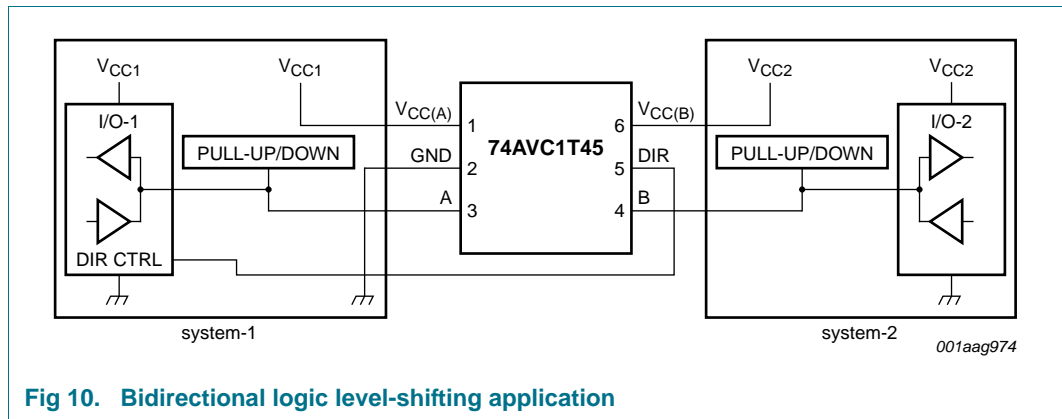 VCC1
VCC1
VCC2
VCC2
I/O-1
PULL-UP/DOWN
DIR CTRL
VCC(A)
1
GND
2
A
3
74AVC1T45
VCC(B)
6
DIR
5
B
4
PULL-UP/DOWN
I/O-2
system-1
system-2
001aag974
Fig 10. Bidirectional logic level-shifting application